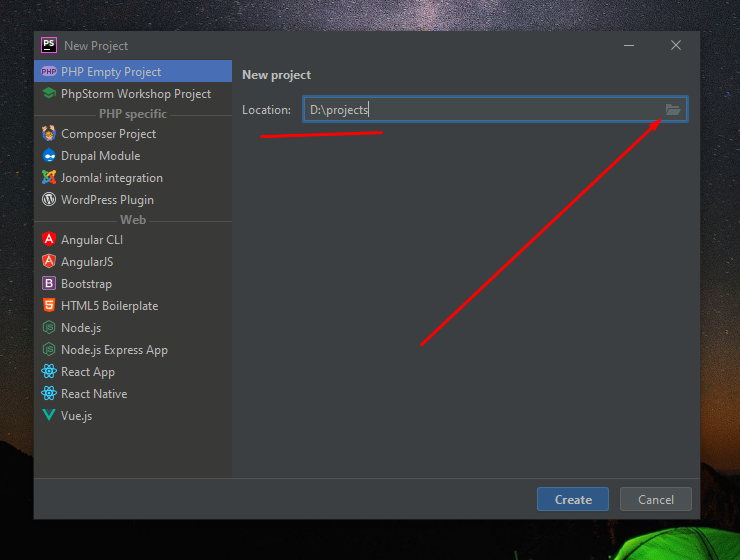 PS New Project
PHP PHP Empty Project
PhpStorm Workshop Project
PHP specific
Composer Project
Drupal Module
Joomla! integration
WordPress Plugin
Web
Angular CLI
AngularJS
B Bootstrap
HTML5 Boilerplate
Node.js
Node.js Express App
React App
React Native
Vue.js
New project
Location: D:\projects
Create Cancel